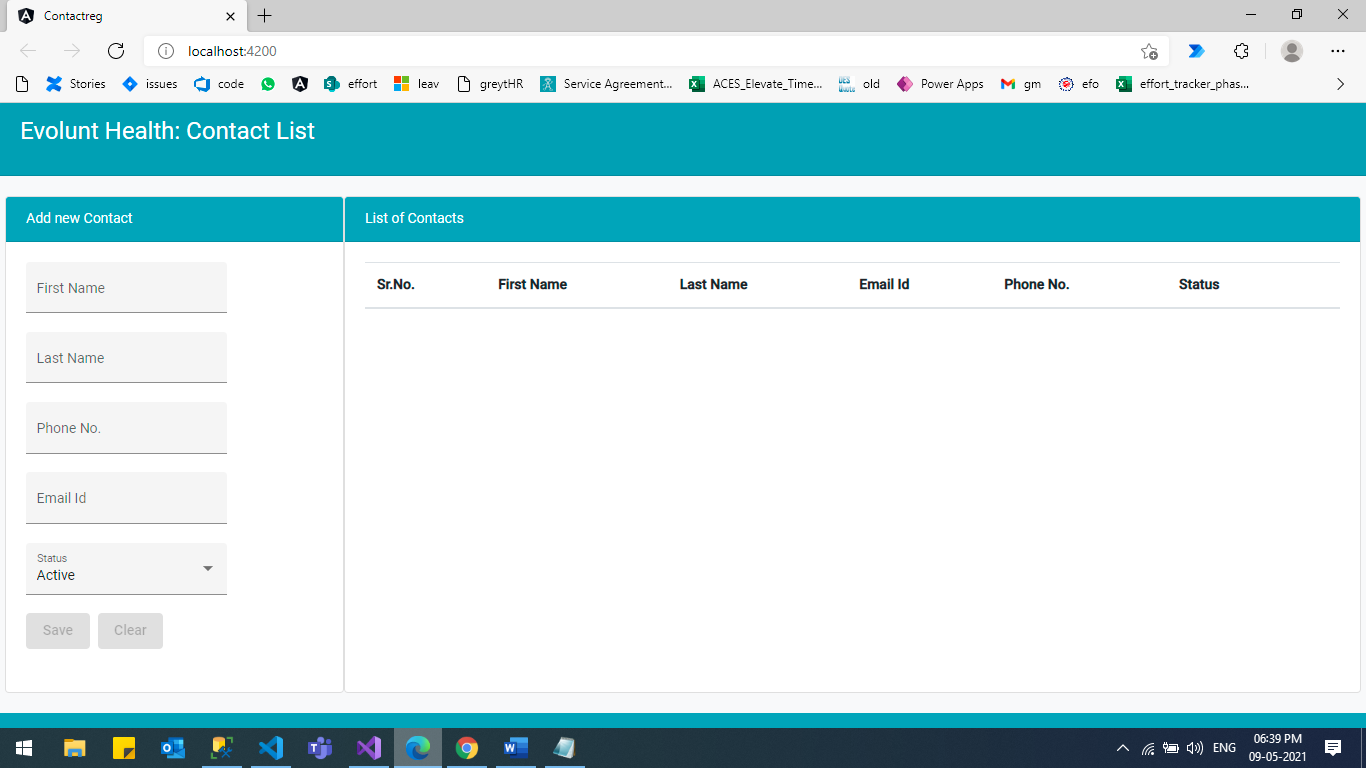 Contactreg
localhost:4200
Stories issues code effort leav greytHR Service Agreement... ACES_Elevate_Time... old Power Apps gm efo effort_tracker_phas...
Evolunt Health: Contact List
Add new Contact
List of Contacts
Sr.No. First Name Last Name Email Id Phone No. Status
First Name
Last Name
Phone No.
Email Id
Status
Active
Save Clear
ENG
06:39 PM
09-05-2021